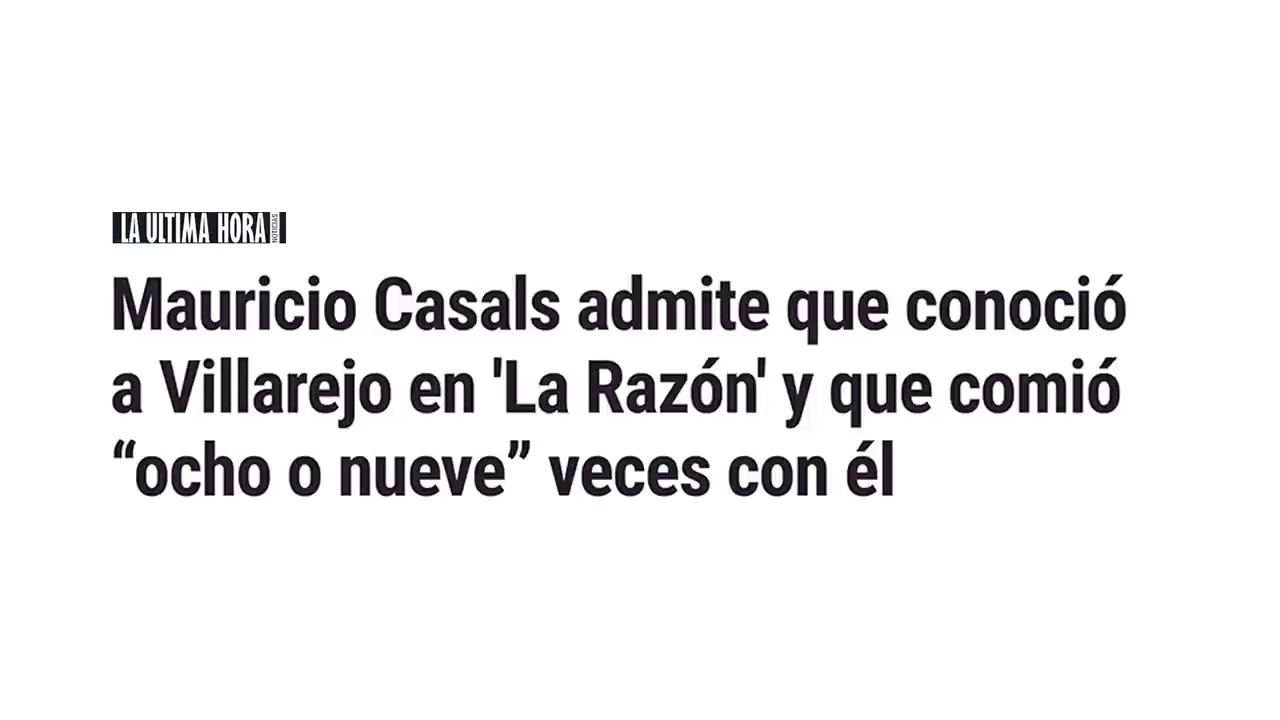 LA ULTIMA HORA NOTICIAS
Mauricio Casals admite que conoció
a Villarejo en 'La Razón' y que comió
“ocho o nueve” veces con él